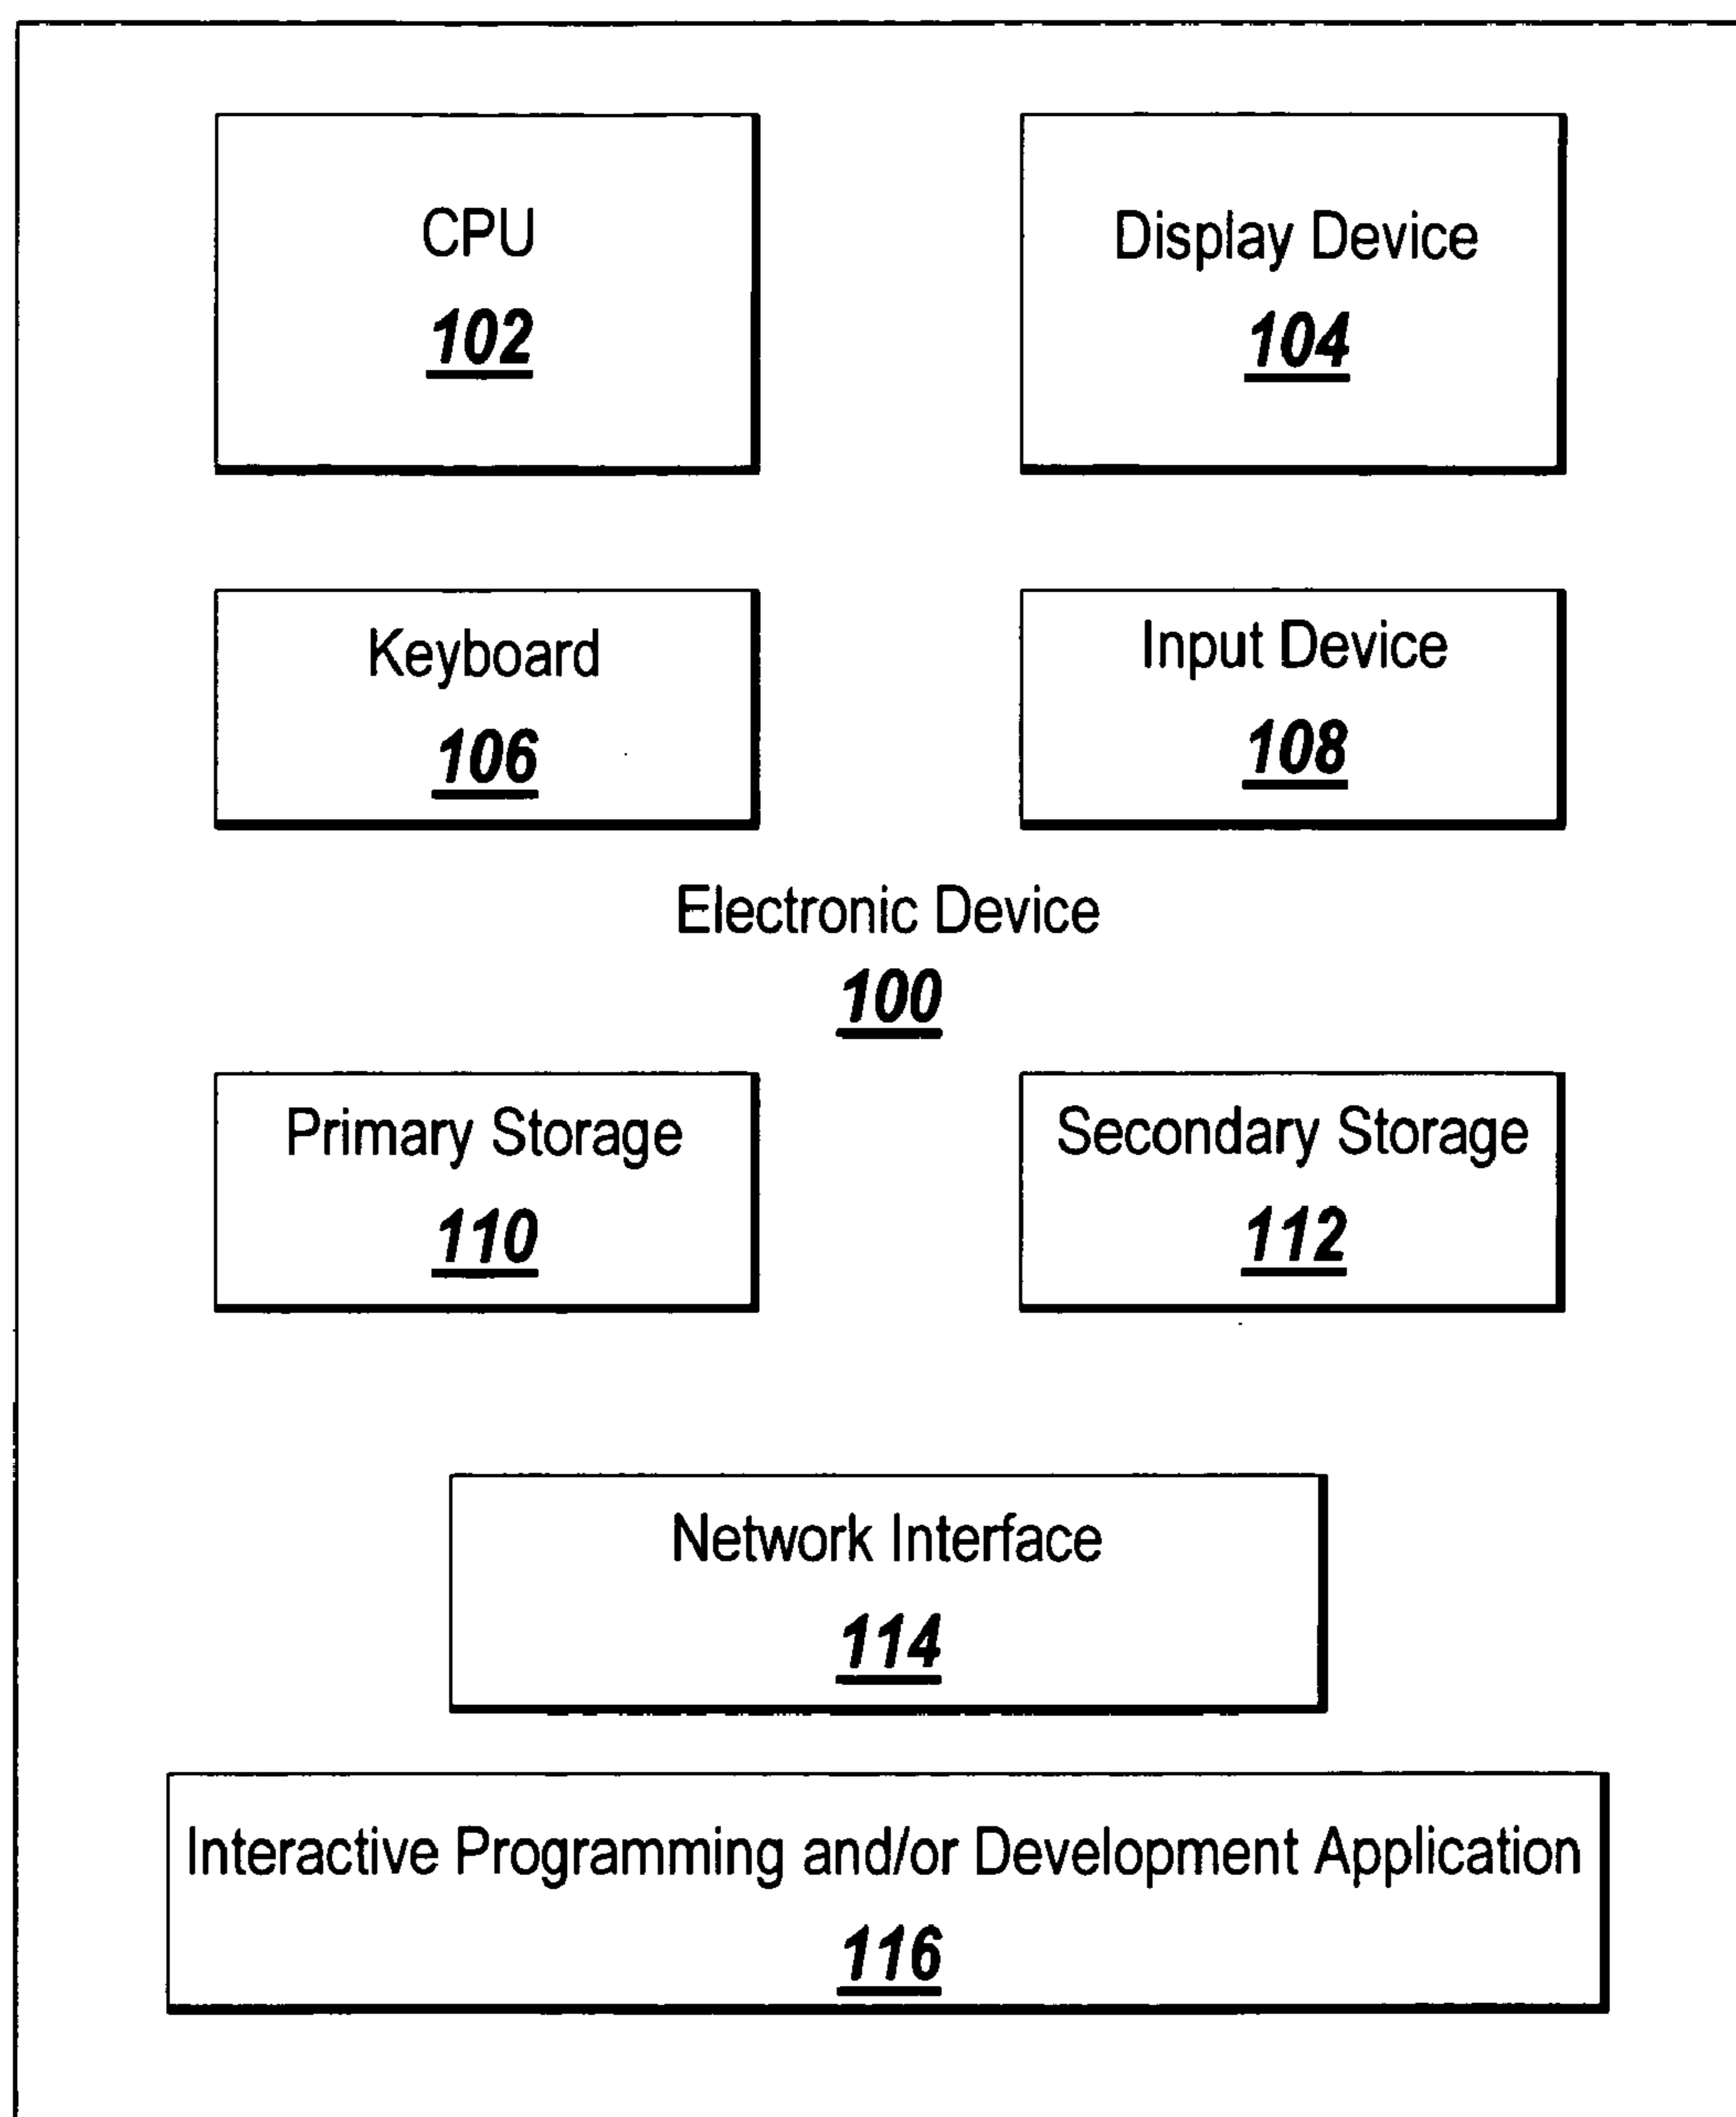 CPU
102
Display Device
104
Keyboard
106
Input Device
108
Electronic Device
100
Primary Storage
110
Secondary Storage
112
Network Interface
114
Interactive Programming and/or Development Application
116